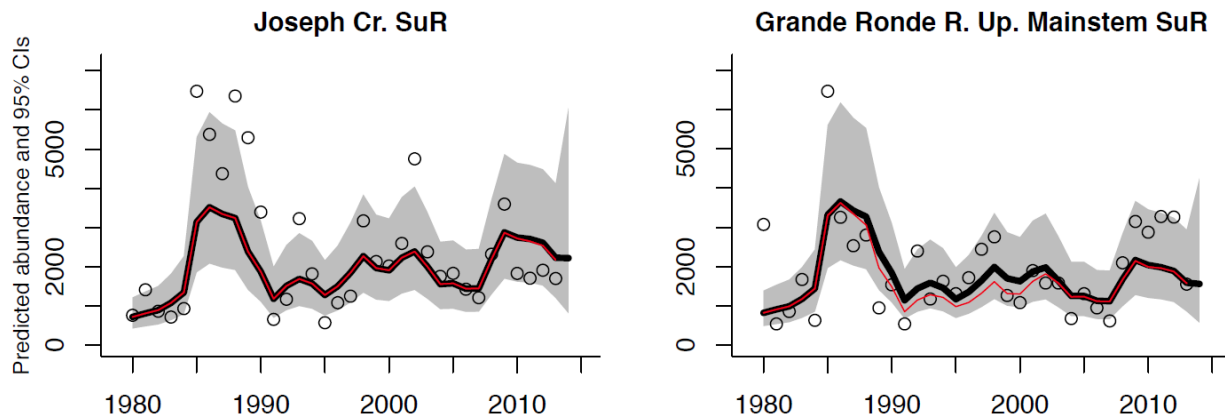 Joseph Cr. SuR
Grande Ronde R. Up. Mainstem SuR
Predicted abundance and 95% CIs
5000
2000
0
1980 1990 2000 2010
5000
2000
0
1980 1990 2000 2010